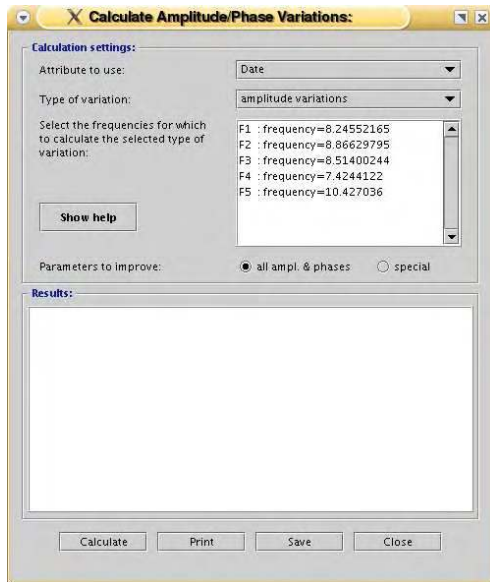 Calculate Amplitude/Phase Variations:
Calculation settings:
Attribute to use: Date
Type of variation: amplitude variations
Select the frequencies for which
to calculate the selected type of
variation:
F1 : frequency=8.24552165
F2 : frequency=8.86629795
F3 : frequency=8.51400244
F4 : frequency=7.4244122
F5 : frequency=10.427036
Show help
Parameters to improve: all ampl. & phases special
Results:
Calculate Print Save Close